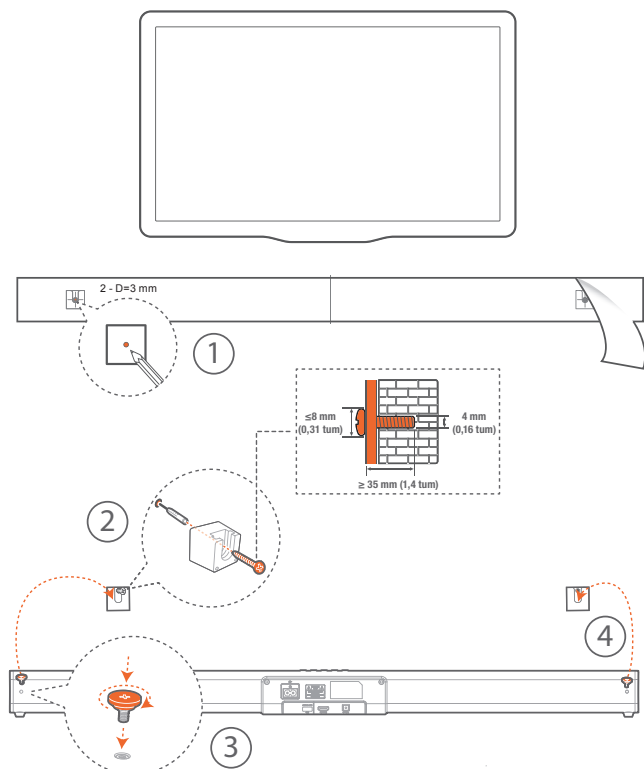 2 - D=3 mm
1
≤8 mm
(0,31 tum)
4 mm
(0,16 tum)
≥ 35 mm (1,4 tum)
2
4
3